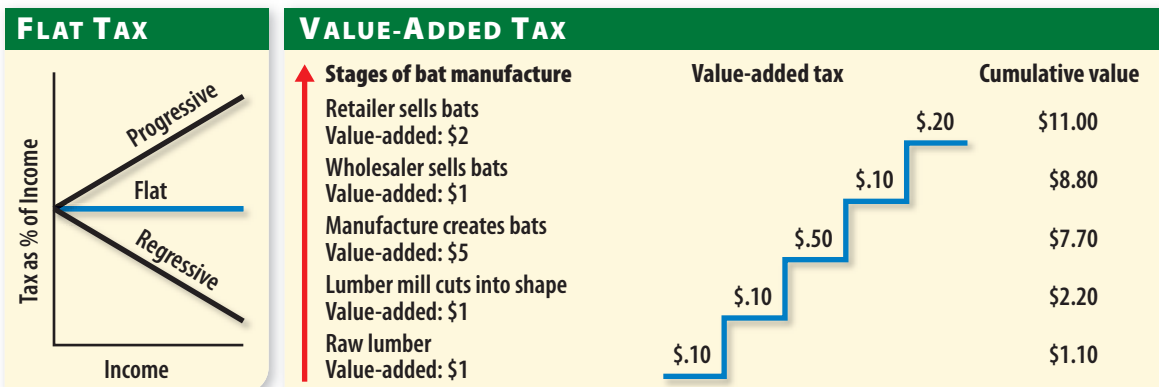 FLAT TAX
Tax as % of Income
Progressive
Flat
Regressive
Income
VALUE-ADDED TAX
Stages of bat manufacture Value-added tax Cumulative value
Retailer sells bats
Value-added: $2 $.20 $11.00
Wholesaler sells bats
Value-added: $1 $.10 $8.80
Manufacture creates bats
Value-added: $5 $.50 $7.70
Lumber mill cuts into shape
Value-added: $1 $.10 $2.20
Raw lumber
Value-added: $1 $.10 $1.10